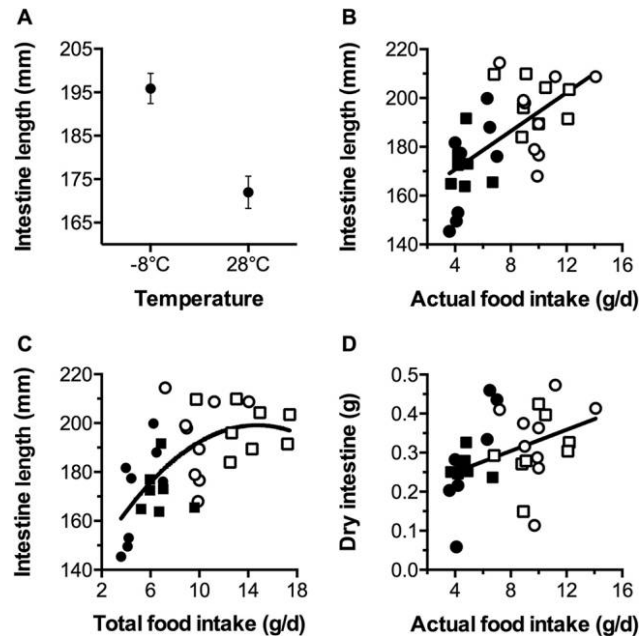 A
Intestine length (mm)
205
195
185
175
165
-8°C
28°C
Temperature
B
Intestine length (mm)
220
200
180
160
140
4
8
12
16
Actual food intake (g/d)
C
Intestine length (mm)
220
200
180
160
140
2
6
10
14
18
Total food intake (g/d)
D
Dry intestine (g)
0.5
0.4
0.3
0.2
0.1
0.0
4
8
12
16
Actual food intake (g/d)